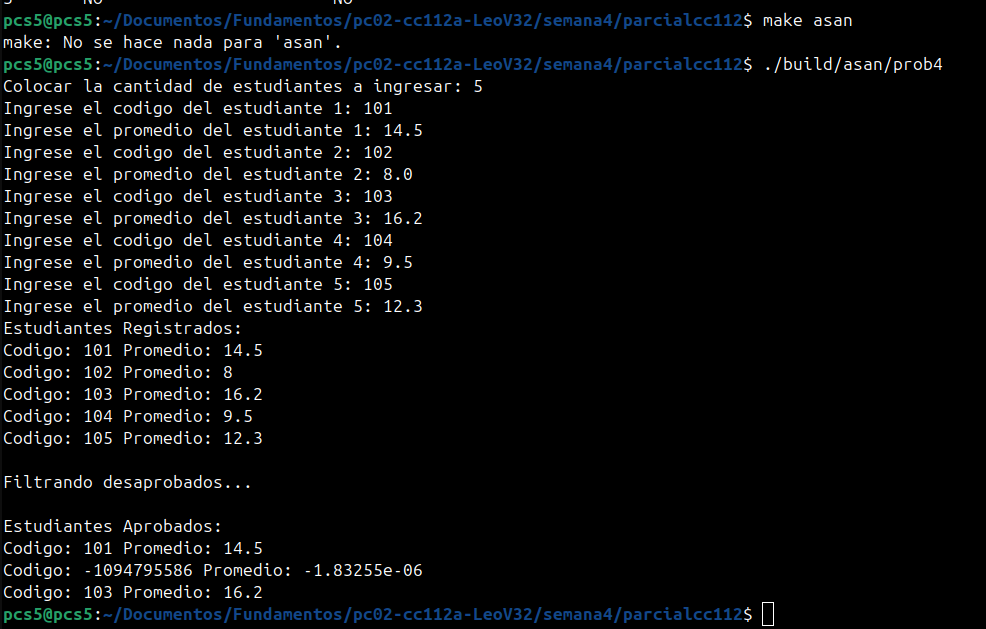 pcs5@pcs5:~/Documentos/Fundamentos/pc02-cc112a-LeoV32/semana4/parcialcc112$ make asan
make: No se hace nada para 'asan'.
pcs5@pcs5:~/Documentos/Fundamentos/pc02-cc112a-LeoV32/semana4/parcialcc112$ ./build/asan/prob4
Colocar la cantidad de estudiantes a ingresar: 5
Ingrese el codigo del estudiante 1: 101
Ingrese el promedio del estudiante 1: 14.5
Ingrese el codigo del estudiante 2: 102
Ingrese el promedio del estudiante 2: 8.0
Ingrese el codigo del estudiante 3: 103
Ingrese el promedio del estudiante 3: 16.2
Ingrese el codigo del estudiante 4: 104
Ingrese el promedio del estudiante 4: 9.5
Ingrese el codigo del estudiante 5: 105
Ingrese el promedio del estudiante 5: 12.3
Estudiantes Registrados:
Codigo: 101 Promedio: 14.5
Codigo: 102 Promedio: 8
Codigo: 103 Promedio: 16.2
Codigo: 104 Promedio: 9.5
Codigo: 105 Promedio: 12.3
Filtrando desaprobados...
Estudiantes Aprobados:
Codigo: 101 Promedio: 14.5
Codigo: -1094795586 Promedio: -1.83255e-06
Codigo: 103 Promedio: 16.2
pcs5@pcs5:~/Documentos/Fundamentos/pc02-cc112a-LeoV32/semana4/parcialcc112$